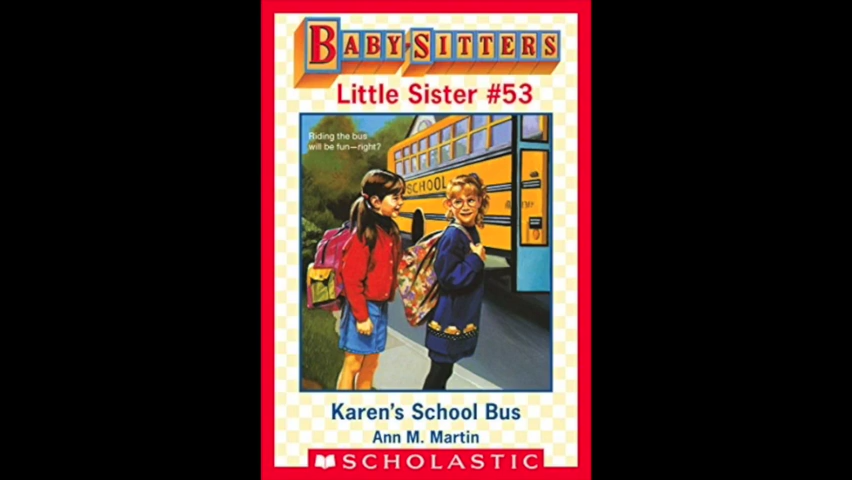 BABY-SITTERS
Little Sister #53
Riding the bus
will be fun—right?
SCHOOL
Karen's School Bus
Ann M. Martin
SCHOLASTIC